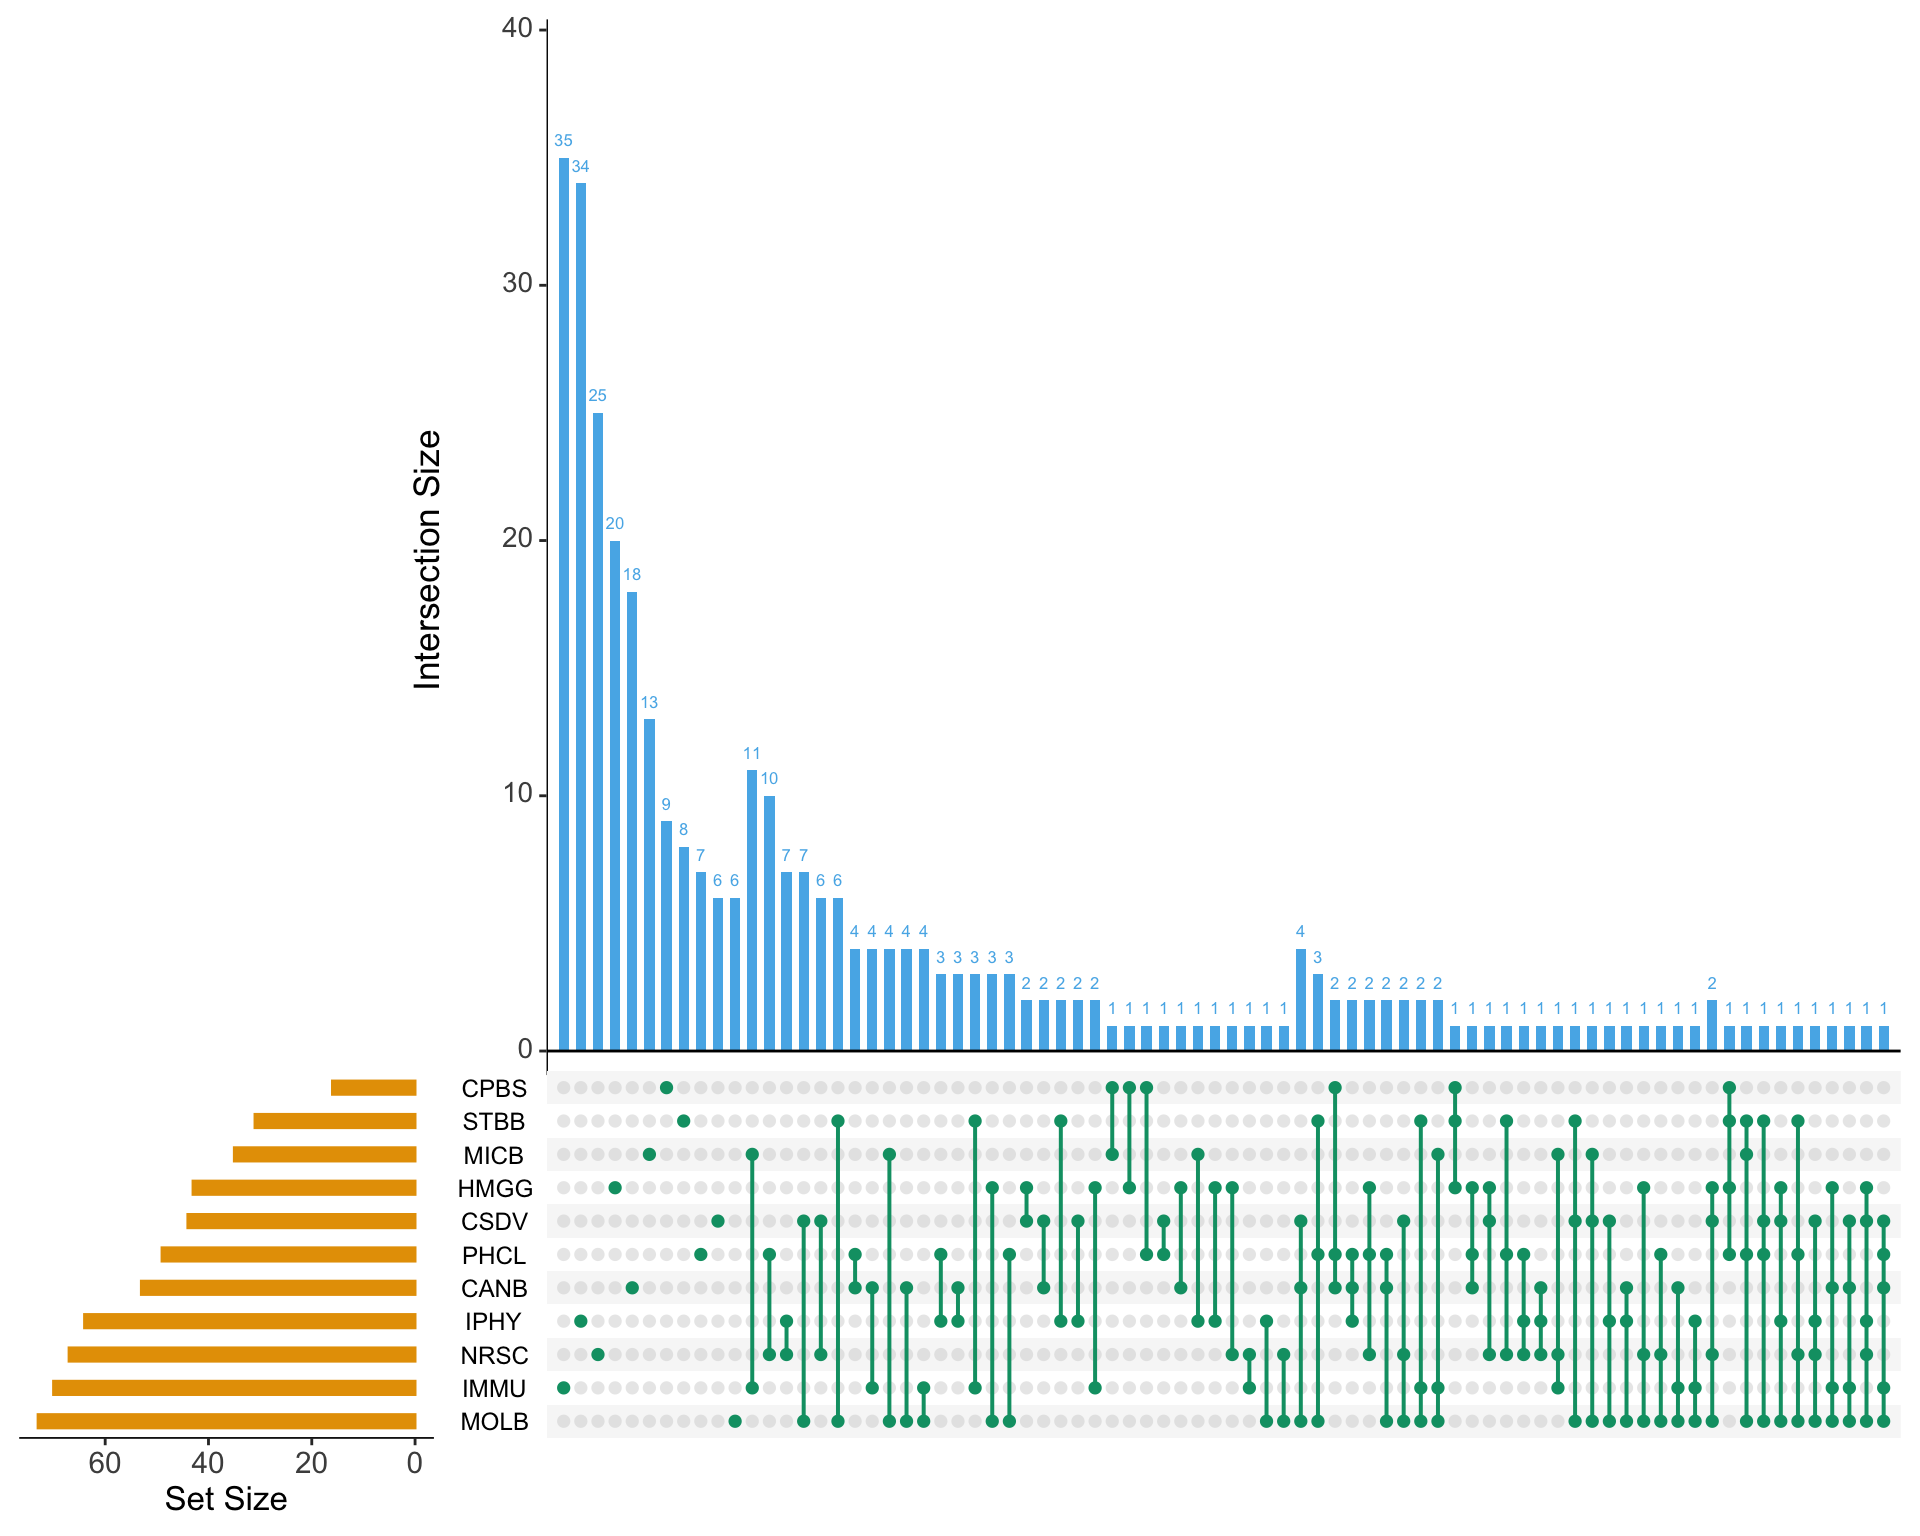 40
30
20
10
0
Intersection Size
35
34
25
20
18
13
9
8
7
6 6
11
10
7 7
6 6
4 4 4 4 4
3 3 3 3 3
2 2 2 2 2
1 1 1 1 1 1 1 1 1 1 1
4
3
2 2 2 2 2 2 2
1 1 1 1 1 1 1 1 1 1 1 1 1 1 1
2
1 1 1 1 1 1 1 1 1 1
CPBS
STBB
MICB
HMGG
CSDV
PHCL
CANB
IPHY
NRSC
IMMU
MOLB
60 40 20 0
Set Size